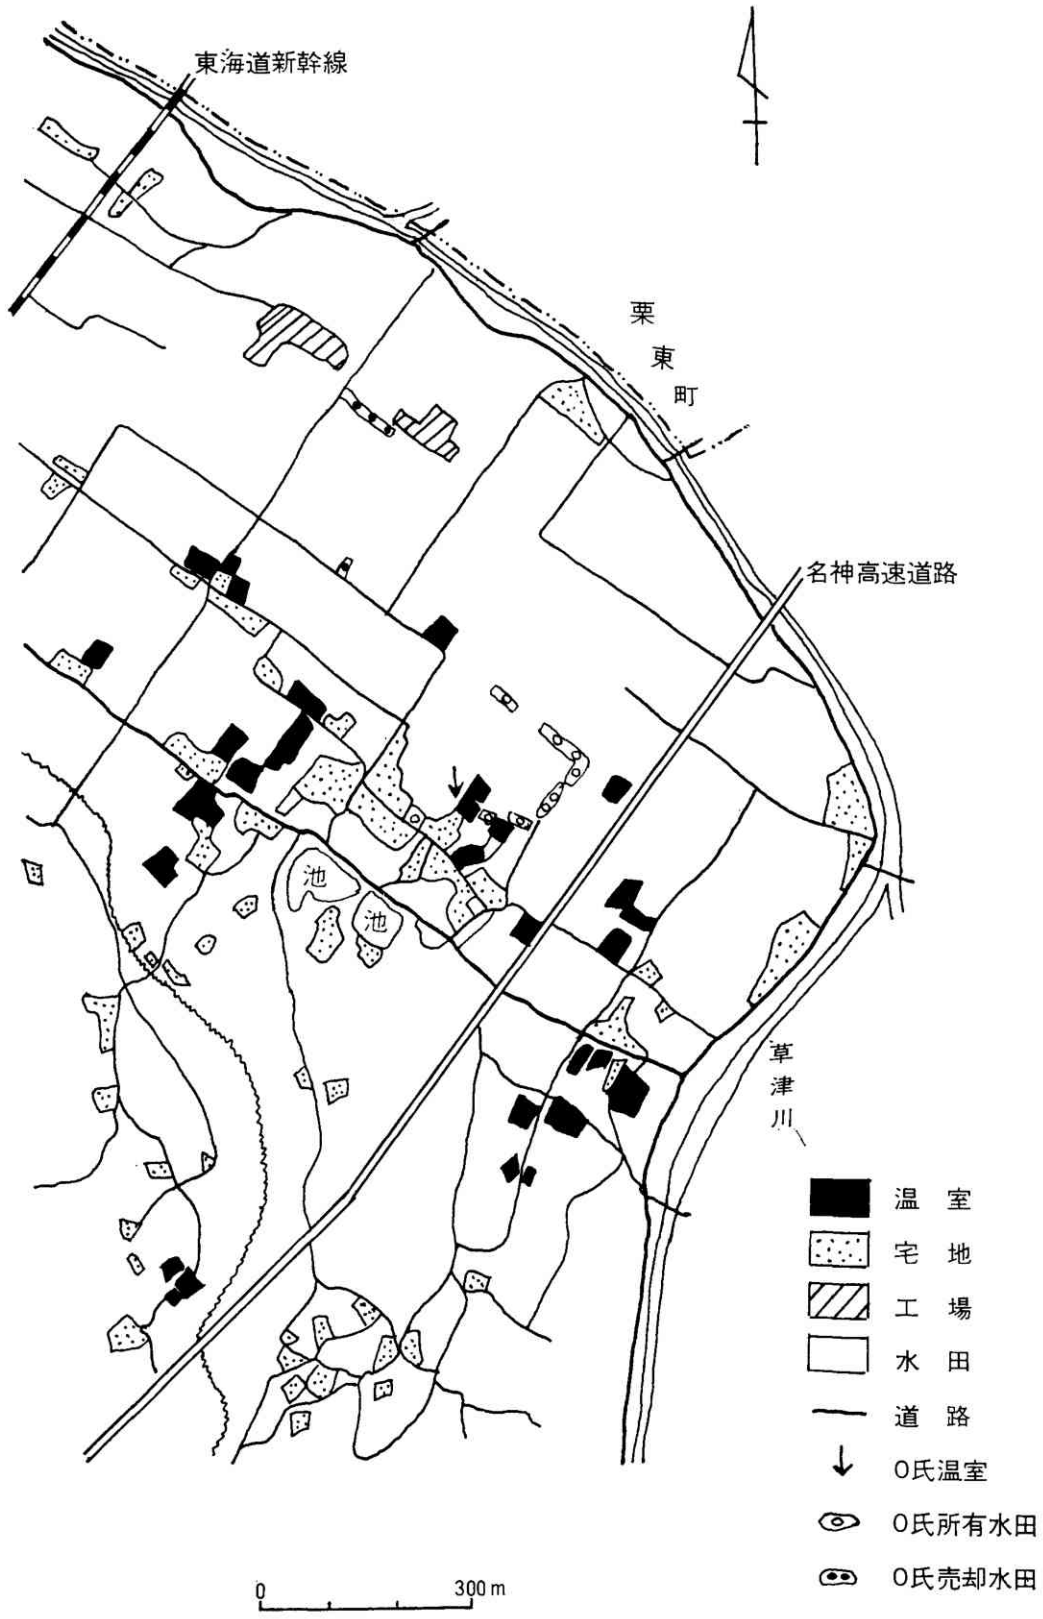 東海道新幹線
栗東町
名神高速道路
池
池
草津川
温室
宅地
工場
水田
道路
O氏温室
O氏所有水田
O氏売却水田
0 300m